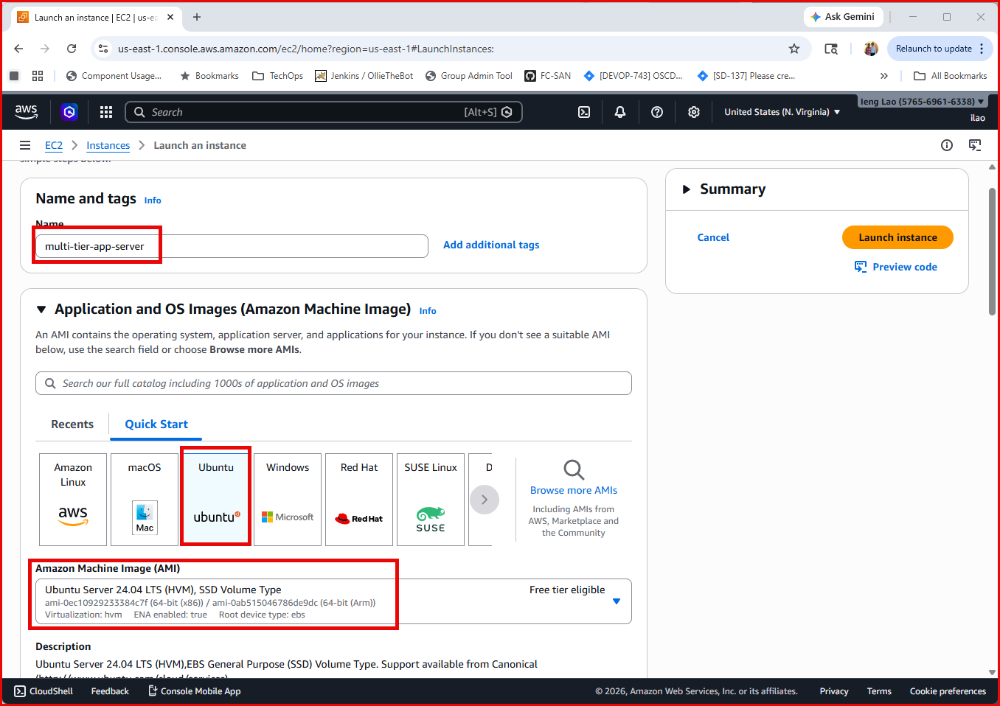 Launch an instance | EC2 | us-ea
Ask Gemini
us-east-1.console.aws.amazon.com/ec2/home?region=us-east-1#LaunchInstances:
Relaunch to update
Component Usage...
Bookmarks
TechOps
Jenkins / OllieTheBot
Group Admin Tool
FC-SAN
[DEVOP-743] OSCD...
[SD-137] Please cre...
All Bookmarks
aws
Search
[Alt+S]
United States (N. Virginia)
Ieng Lao (5765-6961-6338)
ilao
EC2
Instances
Launch an instance
simple steps below.
Name and tags Info
Name
multi-tier-app-server
Add additional tags
Summary
Cancel
Launch instance
Preview code
Application and OS Images (Amazon Machine Image) Info
An AMI contains the operating system, application server, and applications for your instance. If you don't see a suitable AMI
below, use the search field or choose Browse more AMIs.
Search our full catalog including 1000s of application and OS images
Recents
Quick Start
Amazon
Linux
aws
macOS
Mac
Ubuntu
ubuntu
Windows
Microsoft
Red Hat
Red Hat
SUSE Linux
SUSE
D
Browse more AMIs
Including AMIs from
AWS, Marketplace and
the Community
Amazon Machine Image (AMI)
Ubuntu Server 24.04 LTS (HVM), SSD Volume Type
Free tier eligible
ami-0ec10929233384c7f (64-bit (x86)) / ami-0ab515046786de9dc (64-bit (Arm))
Virtualization: hvm ENA enabled: true Root device type: ebs
Description
Ubuntu Server 24.04 LTS (HVM),EBS General Purpose (SSD) Volume Type. Support available from Canonical
(http://www.ubuntu.com/cloud/services).
CloudShell
Feedback
Console Mobile App
© 2026, Amazon Web Services, Inc. or its affiliates.
Privacy
Terms
Cookie preferences